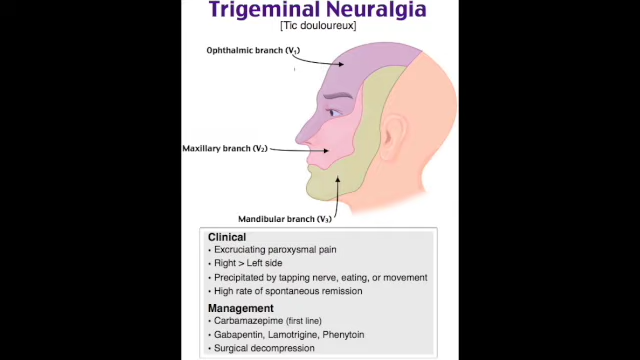 Trigeminal Neuralgia
[Tic douloureux]
Ophthalmic branch (V1)
Maxillary branch (V2)
Mandibular branch (V3)
Clinical
• Excruciating paroxysmal pain
• Right > Left side
• Precipitated by tapping nerve, eating, or movement
• High rate of spontaneous remission
Management
• Carbamazepime (first line)
• Gabapentin, Lamotrigine, Phenytoin
• Surgical decompression